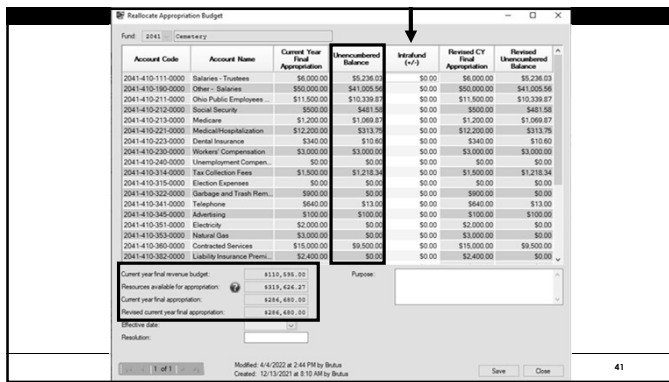 Reallocate Appropriation Budget
Fund: 2041 Cemetery
Account Code Account Name Current Year Final Appropriation Unencumbered Balance Intrafund (+/-) Revised CY Final Appropriation Revised Unencumbered Balance
2041-410-111-0000 Salaries - Trustees $6,000.00 $5,236.03 $0.00 $6,000.00 $5,236.03
2041-410-190-0000 Other - Salaries $50,000.00 $41,005.56 $0.00 $50,000.00 $41,005.56
2041-410-211-0000 Ohio Public Employees ... $11,500.00 $10,339.87 $0.00 $11,500.00 $10,339.87
2041-410-212-0000 Social Security $500.00 $481.58 $0.00 $500.00 $481.58
2041-410-213-0000 Medicare $1,200.00 $1,069.87 $0.00 $1,200.00 $1,069.87
2041-410-221-0000 Medical/Hospitalization $12,200.00 $313.75 $0.00 $12,200.00 $313.75
2041-410-223-0000 Dental Insurance $340.00 $10.60 $0.00 $340.00 $10.60
2041-410-230-0000 Workers' Compensation $3,000.00 $3,000.00 $0.00 $3,000.00 $3,000.00
2041-410-240-0000 Unemployment Compen... $0.00 $0.00 $0.00 $0.00 $0.00
2041-410-314-0000 Tax Collection Fees $1,500.00 $1,218.34 $0.00 $1,500.00 $1,218.34
2041-410-315-0000 Election Expenses $0.00 $0.00 $0.00 $0.00 $0.00
2041-410-322-0000 Garbage and Trash Rem... $900.00 $0.00 $0.00 $900.00 $0.00
2041-410-341-0000 Telephone $640.00 $13.00 $0.00 $640.00 $13.00
2041-410-345-0000 Advertising $100.00 $100.00 $0.00 $100.00 $100.00
2041-410-351-0000 Electricity $2,000.00 $0.00 $0.00 $2,000.00 $0.00
2041-410-353-0000 Natural Gas $3,000.00 $0.00 $0.00 $3,000.00 $0.00
2041-410-360-0000 Contracted Services $15,000.00 $9,500.00 $0.00 $15,000.00 $9,500.00
2041-410-382-0000 Liability Insurance Premi... $2,400.00 $0.00 $0.00 $2,400.00 $0.00
Current year final revenue budget: $110,595.00 Purpose:
Resources available for appropriation: $319,626.27
Current year final appropriation: $286,680.00
Revised current year final appropriation: $286,680.00
Effective date:
Resolution:
1 of 1
Modified: 4/4/2022 at 2:44 PM by Brutus
Created: 12/13/2021 at 8:10 AM by Brutus
Save Close
41